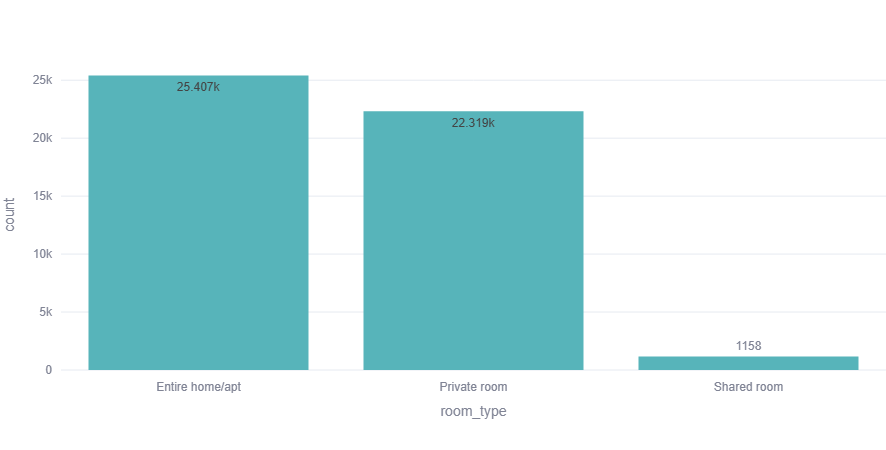 25k
20k
15k
10k
5k
0
count
25.407k
22.319k
1158
Entire home/apt
Private room
Shared room
room_type